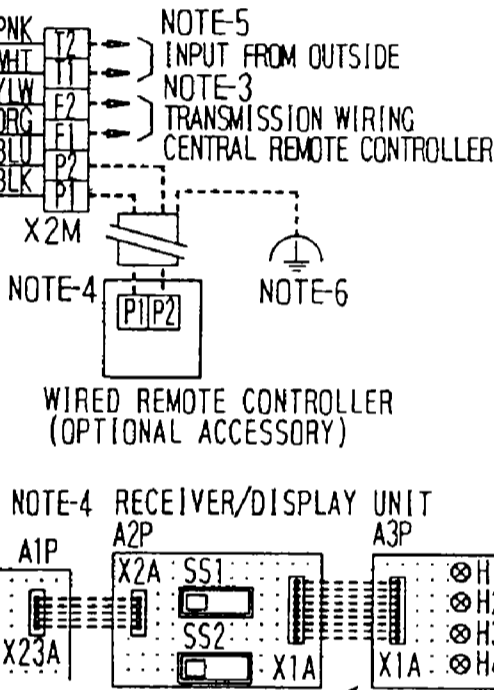 PNK T2 NOTE-5
WHT T1 INPUT FROM OUTSIDE
YLW F2 NOTE-3
ORG F1 TRANSMISSION WIRING
BLU P2 CENTRAL REMOTE CONTROLLER
BLK P1
X2M
NOTE-4 P1 P2 NOTE-6
WIRED REMOTE CONTROLLER
(OPTIONAL ACCESSORY)
NOTE-4 RECEIVER/DISPLAY UNIT
A1P A2P A3P
X2A SS1 H
X23A SS2 X1A X1A